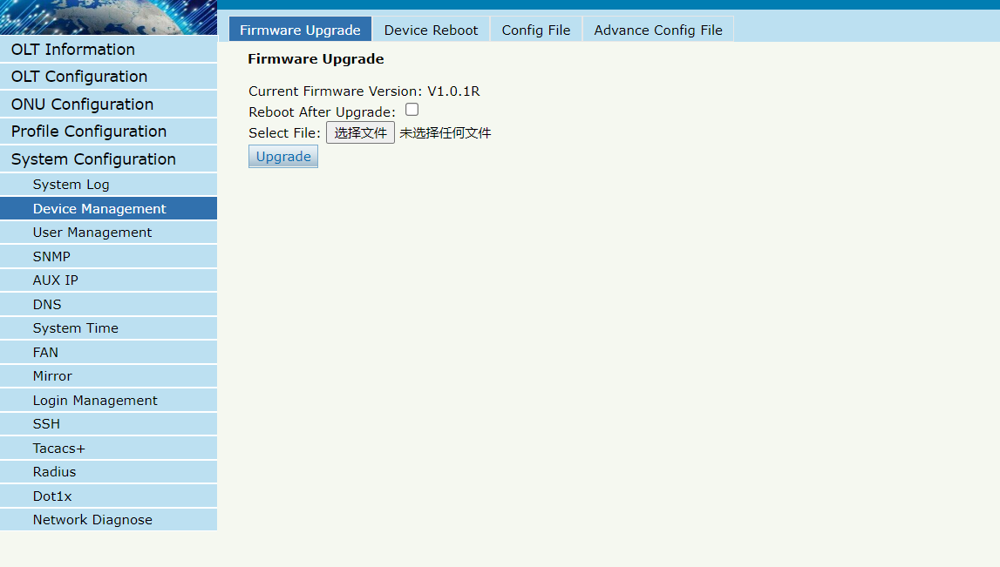 OLT Information
OLT Configuration
ONU Configuration
Profile Configuration
System Configuration
System Log
Device Management
User Management
SNMP
AUX IP
DNS
System Time
FAN
Mirror
Login Management
SSH
Tacacs+
Radius
Dot1x
Network Diagnose
Firmware Upgrade Device Reboot Config File Advance Config File
Firmware Upgrade
Current Firmware Version: V1.0.1R
Reboot After Upgrade:
Select File: 选择文件 未选择任何文件
Upgrade